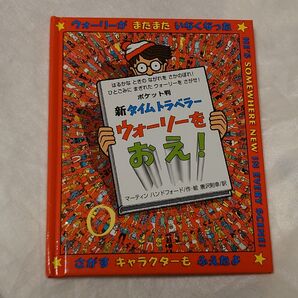 ウォーリーが またまた いなくなった
はるかな ときの ながれを さかのぼれ!
ひとごみに まぎれた ウォーリーを さがせ!
ポケット判
新タイムトラベラー
ウォーリーを
おえ!
マーティン ハンドフォード/作・絵 唐沢則幸/訳
HE'S SOMEWHERE NEW IN EVERY SCENE!
さがす キャラクターも ふえたよ